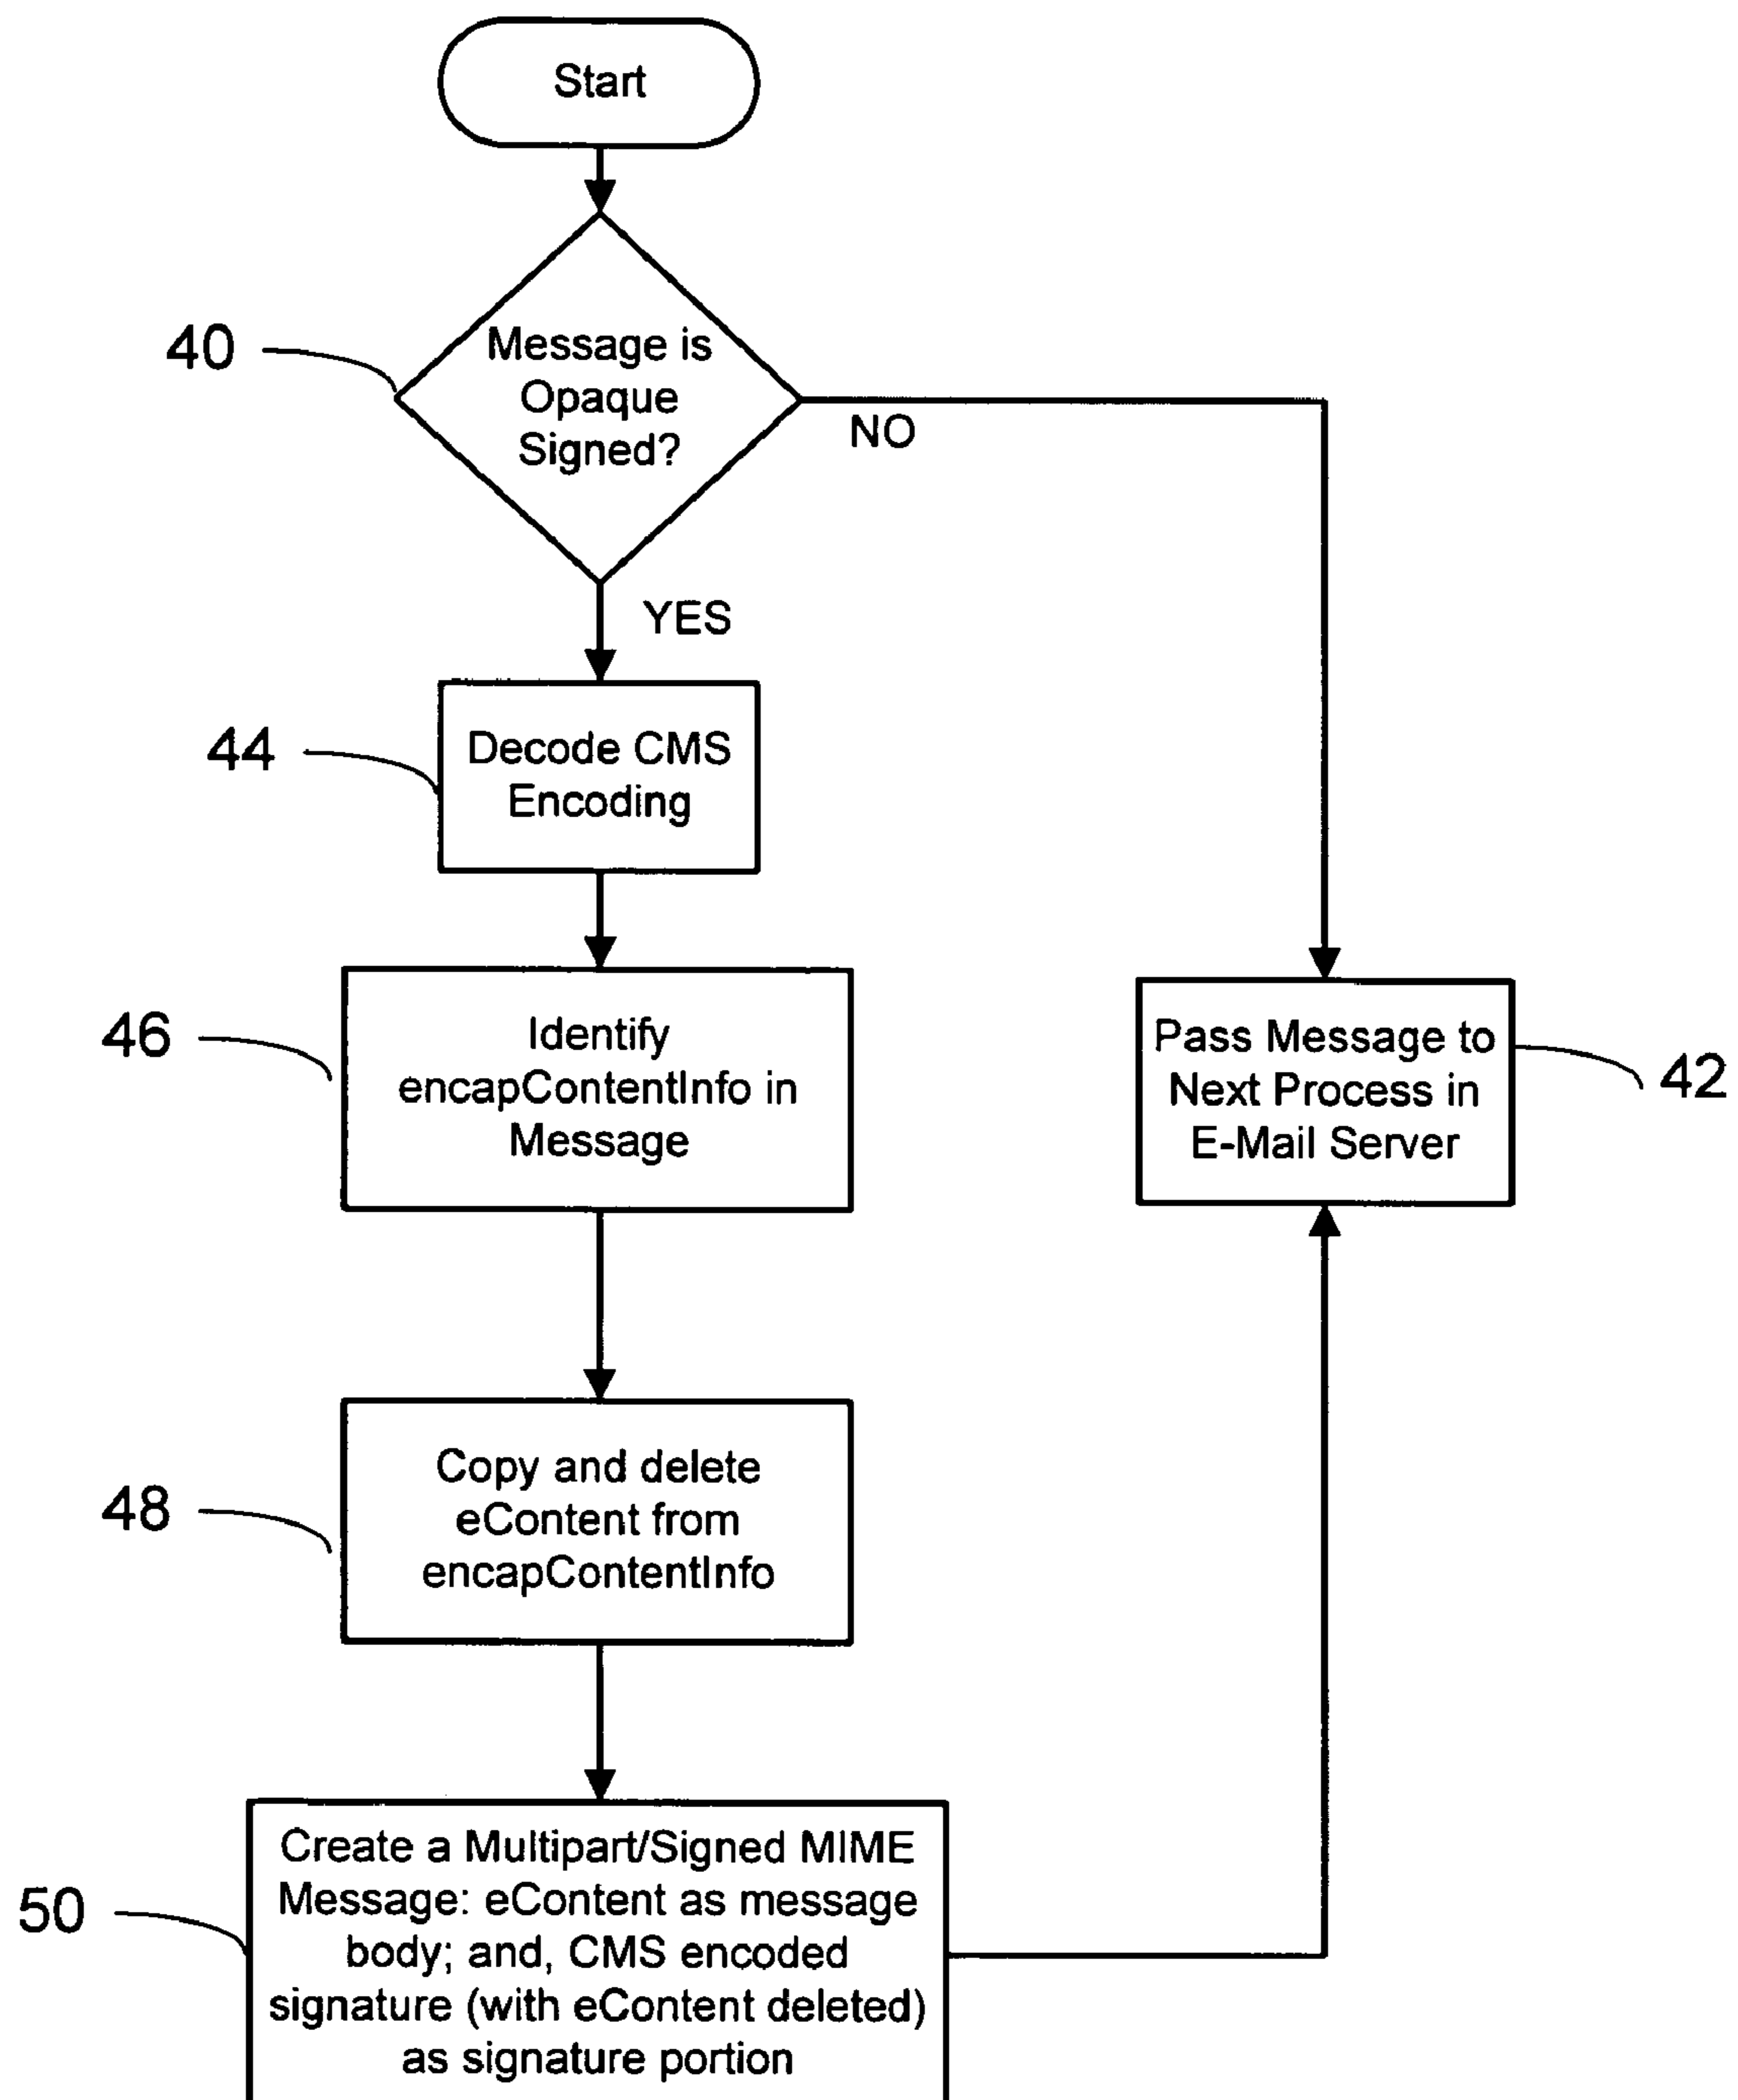 Start
40
Message is
Opaque
Signed?
NO
YES
44
Decode CMS
Encoding
46
Identify
encapContentInfo in
Message
Pass Message to
Next Process in
E-Mail Server
42
48
Copy and delete
eContent from
encapContentInfo
50
Create a Multipart/Signed MIME
Message: eContent as message
body; and, CMS encoded
signature (with eContent deleted)
as signature portion